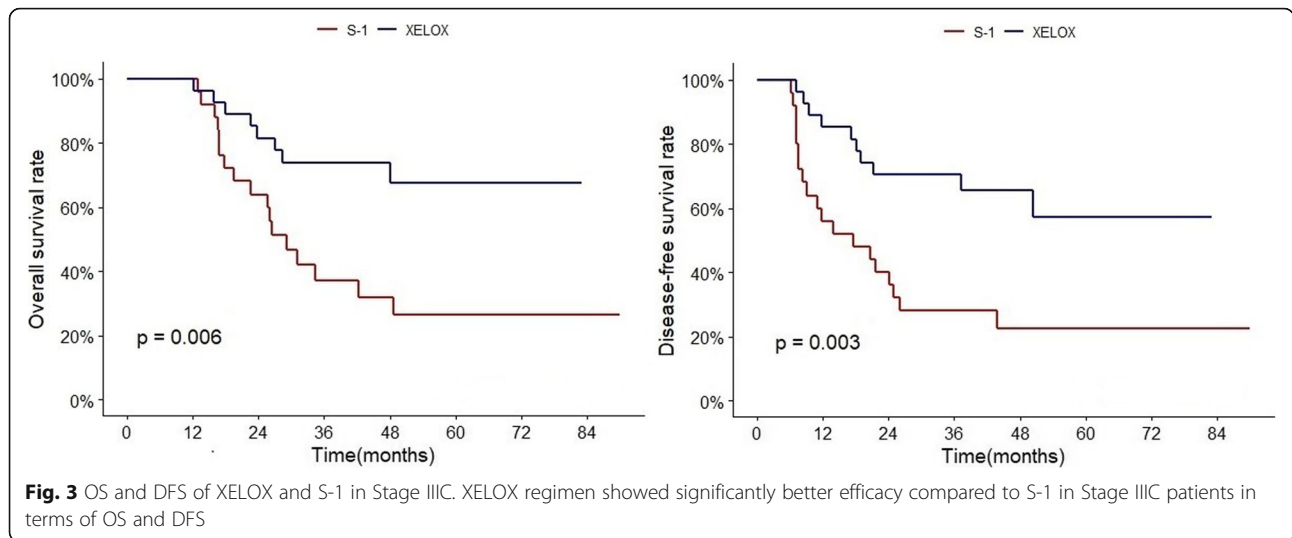 S-1 XELOX
Overall survival rate
100%
80%
60%
40%
20%
0%
p = 0.006
0 12 24 36 48 60 72 84
Time(months)
S-1 XELOX
Disease-free survival rate
100%
80%
60%
40%
20%
0%
p = 0.003
0 12 24 36 48 60 72 84
Time(months)
Fig. 3 OS and DFS of XELOX and S-1 in Stage IIIC. XELOX regimen showed significantly better efficacy compared to S-1 in Stage IIIC patients in
terms of OS and DFS